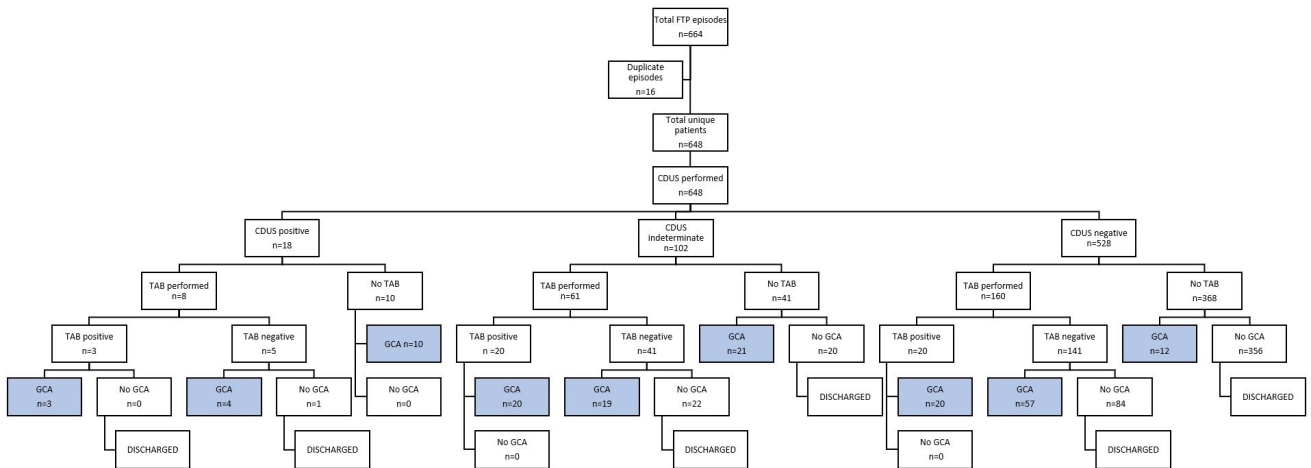 Total FTP episodes
n=664
Duplicate
episodes
n=16
Total unique
patients
n=648
CDUS performed
n=648
CDUS positive
n=18
CDUS
indeterminate
n=102
CDUS negative
n=528
TAB performed
n=8
No TAB
n=10
TAB performed
n=61
No TAB
n=41
TAB performed
n=160
No TAB
n=368
TAB positive
n=3
TAB negative
n=5
GCA n=10
TAB positive
n =20
TAB negative
n=41
GCA
n=21
No GCA
n=20
TAB positive
n=20
TAB negative
n=141
GCA
n=12
No GCA
n=356
GCA
n=3
No GCA
n=0
GCA
n=4
No GCA
n=1
No GCA
n=0
GCA
n=20
GCA
n=19
No GCA
n=22
DISCHARGED
GCA
n=20
GCA
n=57
No GCA
n=84
DISCHARGED
DISCHARGED
DISCHARGED
No GCA
n=0
DISCHARGED
No GCA
n=0
DISCHARGED